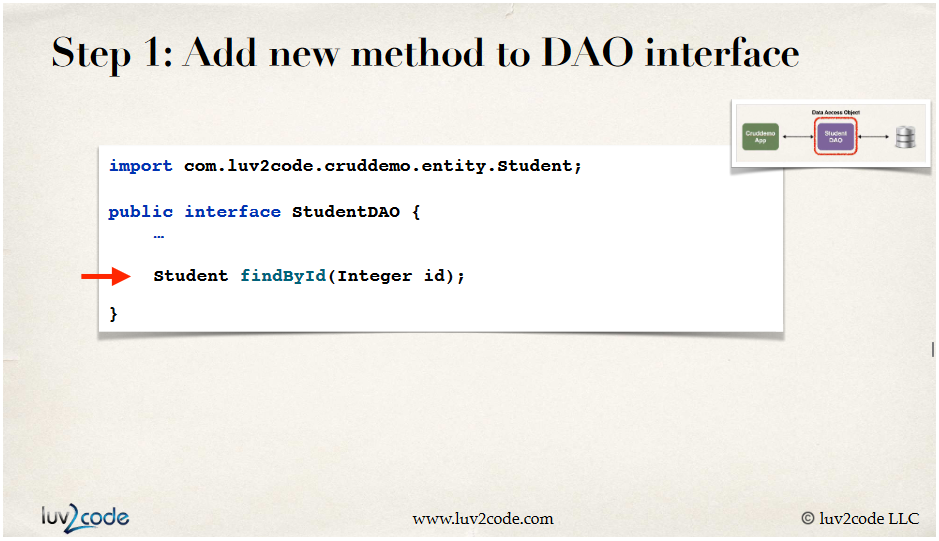 Step 1: Add new method to DAO interface
Data Access Object
Cruddemo
App
Student
DAO
import com.luv2code.cruddemo.entity.Student;
public interface StudentDAO {
…
Student findById(Integer id);
}
luv2code
www.luv2code.com
© luv2code LLC